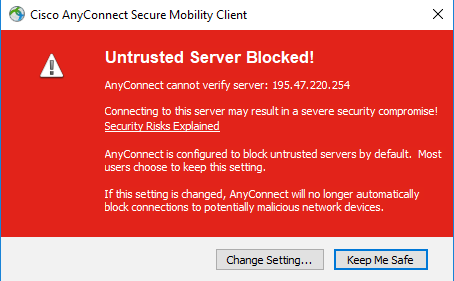 Cisco AnyConnect Secure Mobility Client
Untrusted Server Blocked!
AnyConnect cannot verify server: 195.47.220.254
Connecting to this server may result in a severe security compromise!
Security Risks Explained
AnyConnect is configured to block untrusted servers by default. Most
users choose to keep this setting.
If this setting is changed, AnyConnect will no longer automatically
block connections to potentially malicious network devices.
Change Setting...
Keep Me Safe